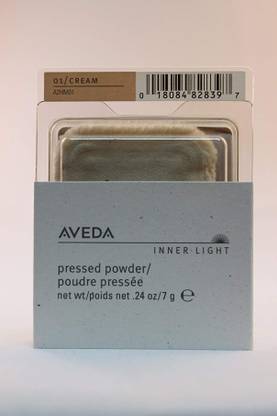 01/CREAM
A2HM01
0 18084 82839 7
AVEDA
INNER·LIGHT
pressed powder/
poudre pressée
net wt/poids net .24 oz/7 g ℮